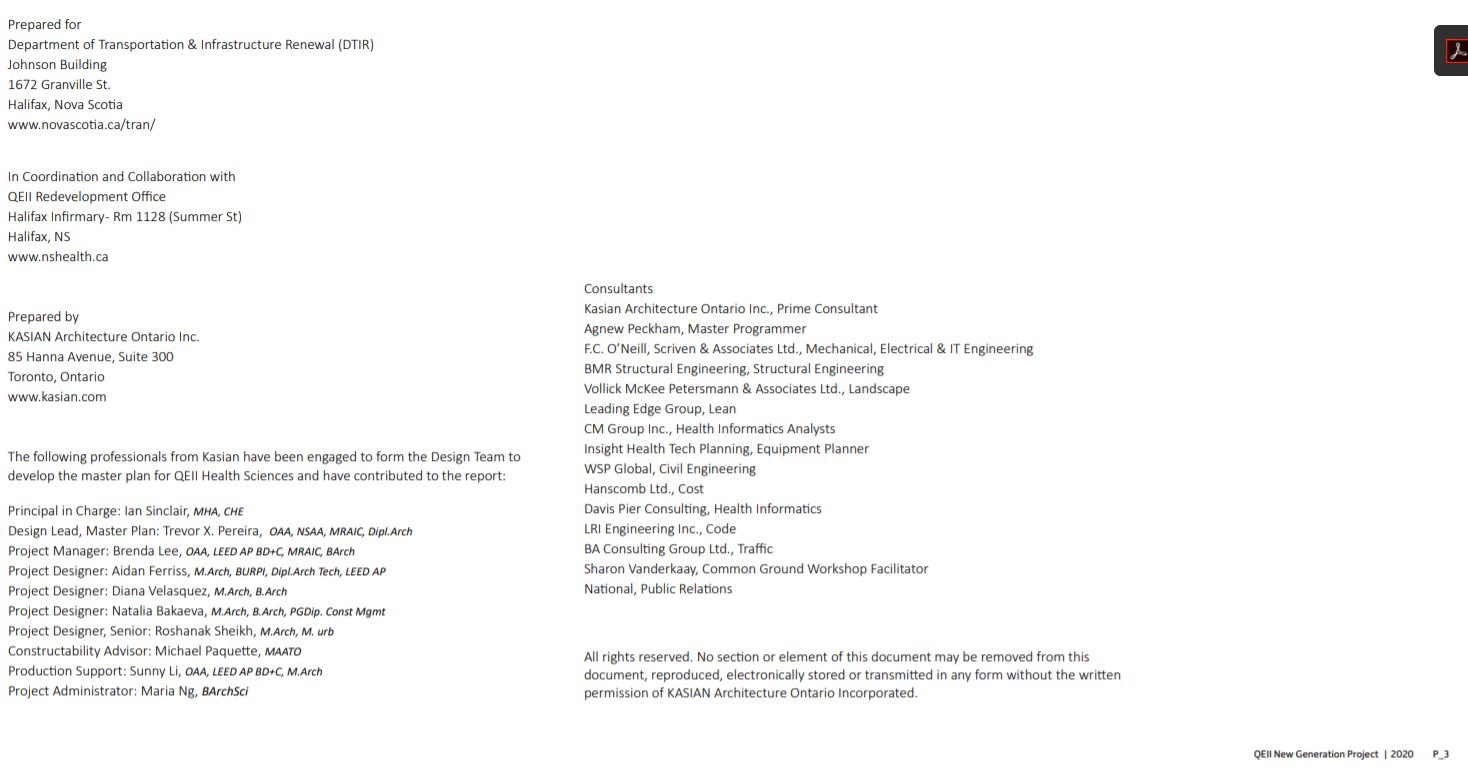 Prepared for
Department of Transportation & Infrastructure Renewal (DTIR)
Johnson Building
1672 Granville St.
Halifax, Nova Scotia
www.novascotia.ca/tran/
In Coordination and Collaboration with
QEII Redevelopment Office
Halifax Infirmary- Rm 1128 (Summer St)
Halifax, NS
www.nshealth.ca
Prepared by
KASIAN Architecture Ontario Inc.
85 Hanna Avenue, Suite 300
Toronto, Ontario
www.kasian.com
The following professionals from Kasian have been engaged to form the Design Team to
develop the master plan for QEII Health Sciences and have contributed to the report:
Principal in Charge: Ian Sinclair, MHA, CHE
Design Lead, Master Plan: Trevor X. Pereira, OAA, NSAA, MRAIC, Dipl.Arch
Project Manager: Brenda Lee, OAA, LEED AP BD+C, MRAIC, BArch
Project Designer: Aidan Ferriss, M.Arch, BURPI, Dipl.Arch Tech, LEED AP
Project Designer: Diana Velasquez, M.Arch, B.Arch
Project Designer: Natalia Bakaeva, M.Arch, B.Arch, PGDip. Const Mgmt
Project Designer, Senior: Roshanak Sheikh, M.Arch, M. urb
Constructability Advisor: Michael Paquette, MAATO
Production Support: Sunny Li, OAA, LEED AP BD+C, M.Arch
Project Administrator: Maria Ng, BArchSci
Consultants
Kasian Architecture Ontario Inc., Prime Consultant
Agnew Peckham, Master Programmer
F.C. O'Neill, Scriven & Associates Ltd., Mechanical, Electrical & IT Engineering
BMR Structural Engineering, Structural Engineering
Vollick McKee Petersmann & Associates Ltd., Landscape
Leading Edge Group, Lean
CM Group Inc., Health Informatics Analysts
Insight Health Tech Planning, Equipment Planner
WSP Global, Civil Engineering
Hanscomb Ltd., Cost
Davis Pier Consulting, Health Informatics
LRI Engineering Inc., Code
BA Consulting Group Ltd., Traffic
Sharon Vanderkaay, Common Ground Workshop Facilitator
National, Public Relations
All rights reserved. No section or element of this document may be removed from this
document, reproduced, electronically stored or transmitted in any form without the written
permission of KASIAN Architecture Ontario Incorporated.
QEII New Generation Project | 2020 P_3